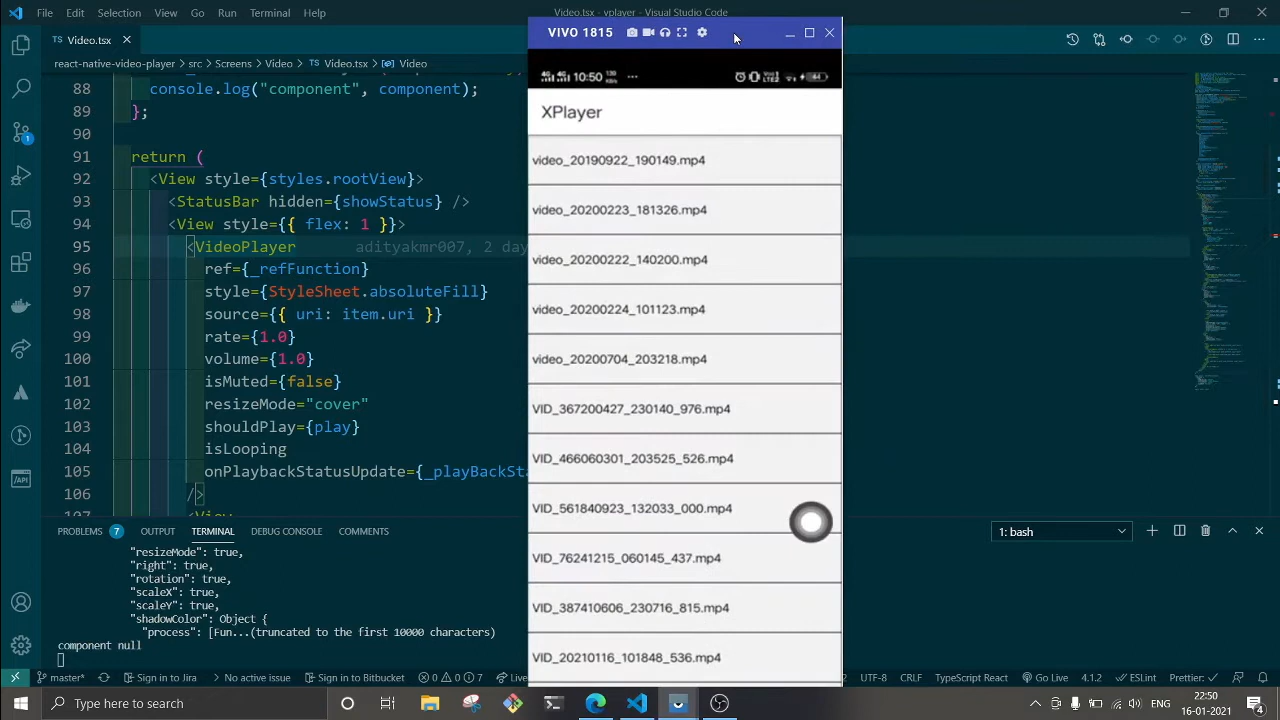 File
Edit
Selection
View
Go
Run
Terminal
Help
Video.tsx - vplayer - Visual Studio Code
TS Video.tsx
react-native-video-player > src > Screens > Video > TS Video.tsx > Video
88 console.log("component", component);
89 };
90
91 return (
92 <View style={styles.rootView}>
93 <StatusBar hidden={showStatus} />
94 <View style={{ flex: 1 }}>
95 <VideoPlayer adityakmr007, 2 day
96 ref={_refFunction}
97 style={StyleSheet.absoluteFill}
98 source={{ uri: item.uri }
99 rate={1.0}
100 volume={1.0}
101 isMuted={false}
102 resizeMode="cover"
103 shouldPlay={play}
104 isLooping
105 onPlaybackStatusUpdate={_playBackSta
106 />
107 <View
VIVO 1815
10:50
44
XPlayer
video_20190922_190149.mp4
video_20200223_181326.mp4
video_20200222_140200.mp4
video_20200224_101123.mp4
video_20200704_203218.mp4
VID_367200427_230140_976.mp4
VID_466060301_203525_526.mp4
VID_561840923_132033_000.mp4
VID_76241215_060145_437.mp4
VID_387410606_230716_815.mp4
VID_20210116_101848_536.mp4
PROBLEMS 7 OUTPUT TERMINAL DEBUG CONSOLE COMMENTS
1: bash
"resizeMode": true,
"right": true,
"rotation": true,
"scaleX": true,
"scaleY": true,
"shadowColor": Object {
"process": [Fun...(truncated to the first 10000 characters)
component null
master* Sign in to Jira No active issue Sign in to Bitbucket 0 0 7 Live
UTF-8 CRLF TypeScript React Go Live 4.1.2 ESLint Prettier:
Type here to search
ENG
22:50
16-01-2021